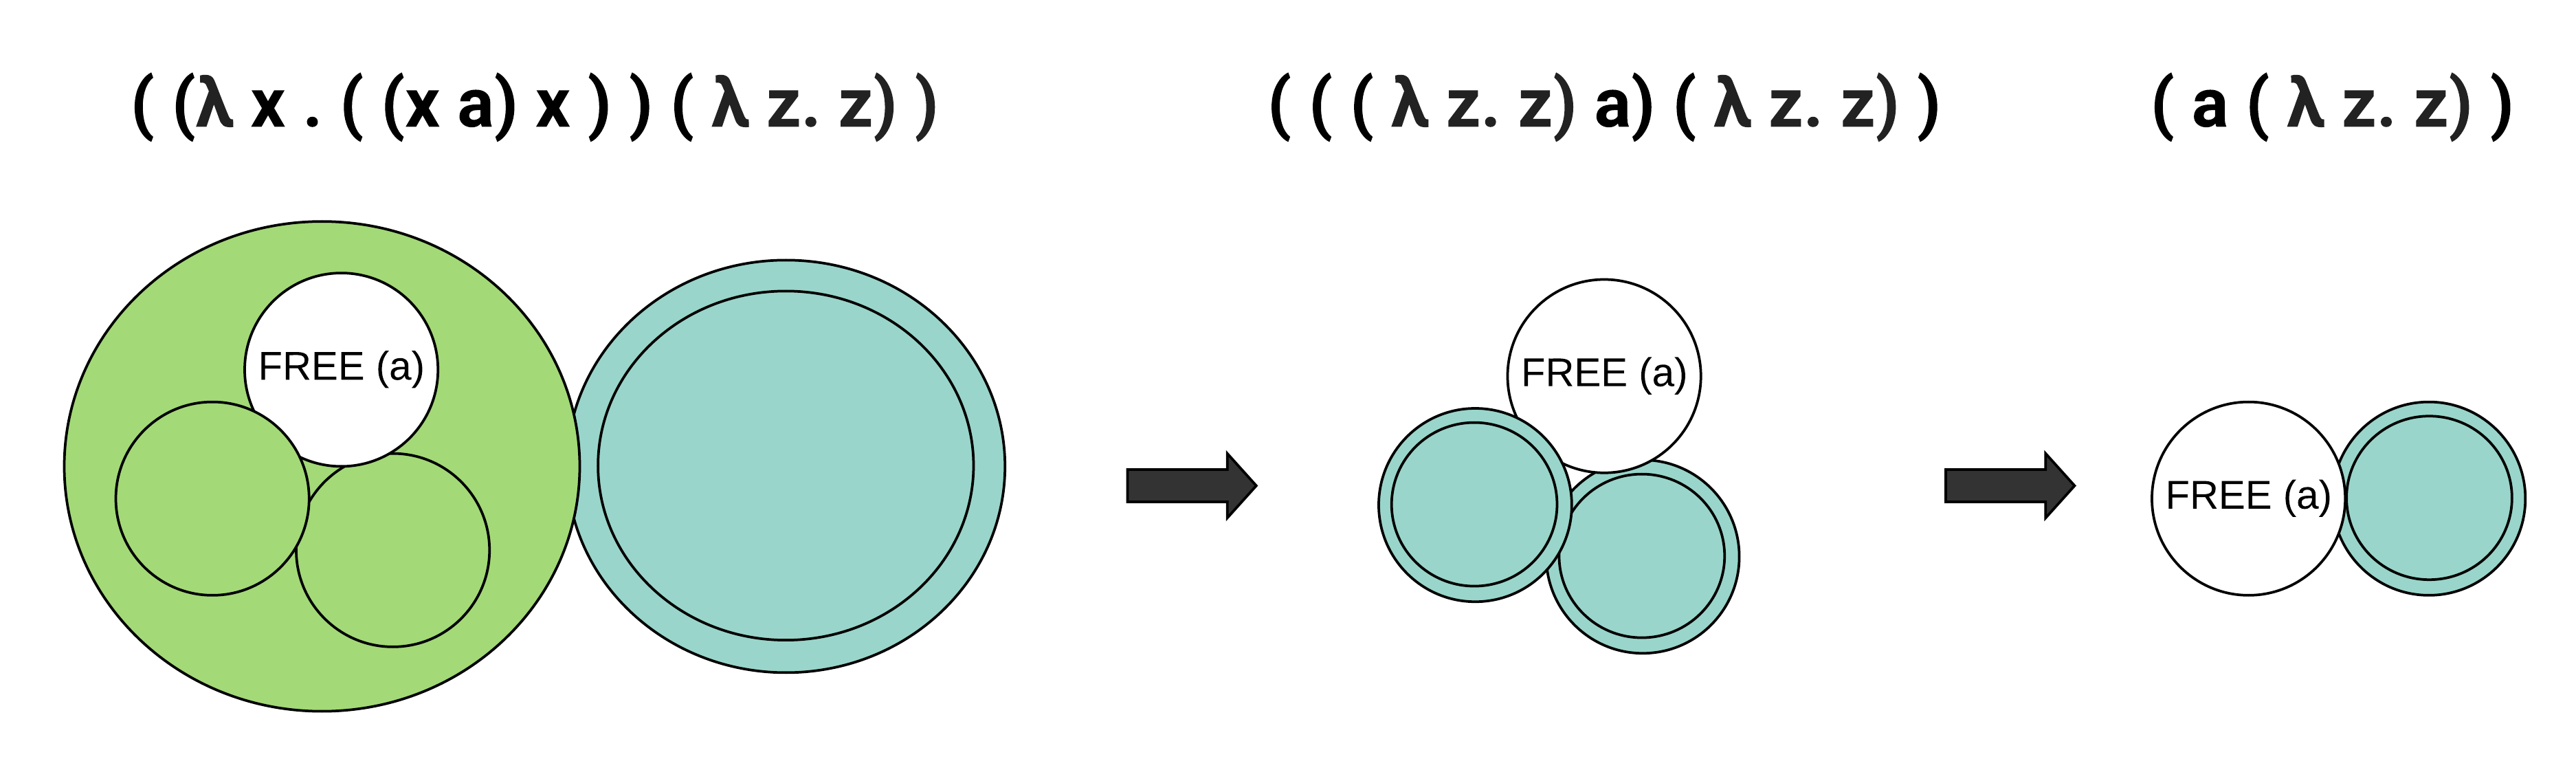 ( (λ x . ( (x a) x ) ) ( λ z. z) )
( ( ( λ z. z) a) ( λ z. z) )
( a ( λ z. z) )
FREE (a)
FREE (a)
FREE (a)